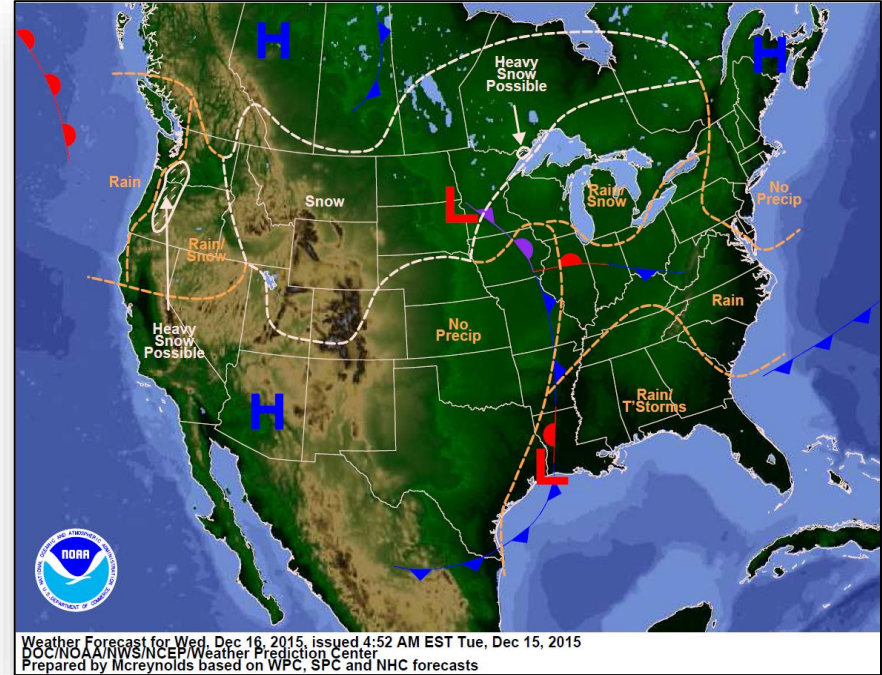 H
H
Heavy
Snow
Possible
Rain
Snow
L
Rain/
Snow
No
Precip
Rain/
Snow
Rain
Heavy
Snow
Possible
No
Precip
H
Rain/
T'Storms
L
NATIONAL OCEANIC AND ATMOSPHERIC ADMINISTRATION
NOAA
U.S. DEPARTMENT OF COMMERCE
Weather Forecast for Wed, Dec 16, 2015, issued 4:52 AM EST Tue, Dec 15, 2015
DOC/NOAA/NWS/NCEP/Weather Prediction Center
Prepared by Mcreynolds based on WPC, SPC and NHC forecasts